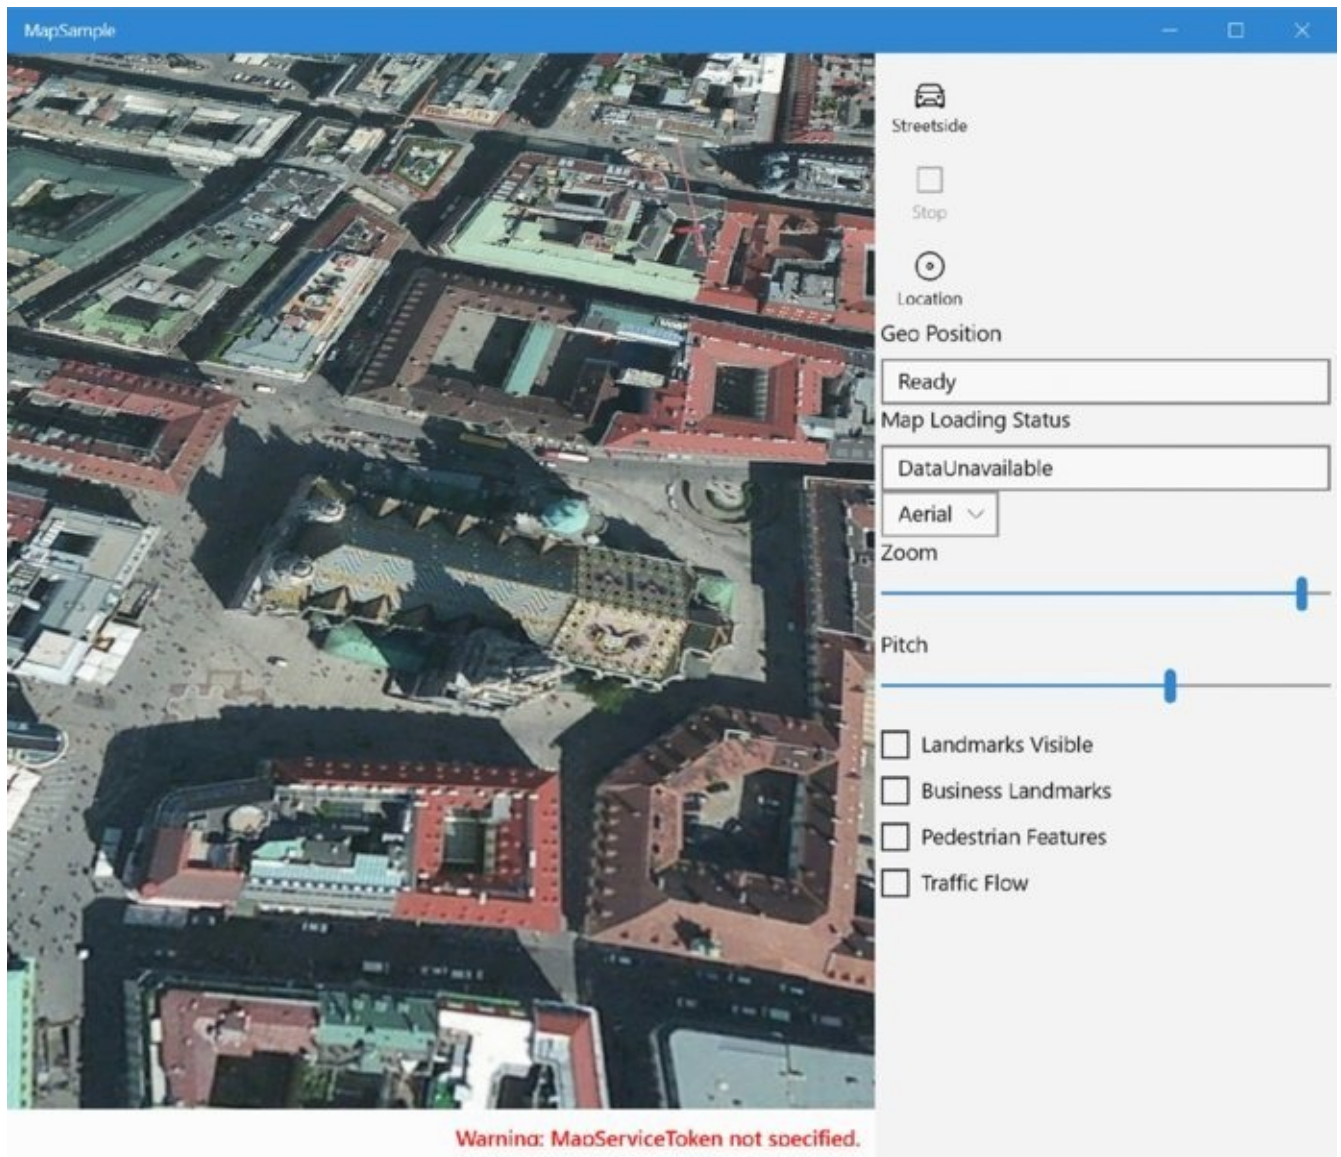 MapSample
Streetside
Stop
Location
Geo Position
Ready
Map Loading Status
DataUnavailable
Aerial
Zoom
Pitch
Landmarks Visible
Business Landmarks
Pedestrian Features
Traffic Flow
Warning: MapServiceToken not specified.